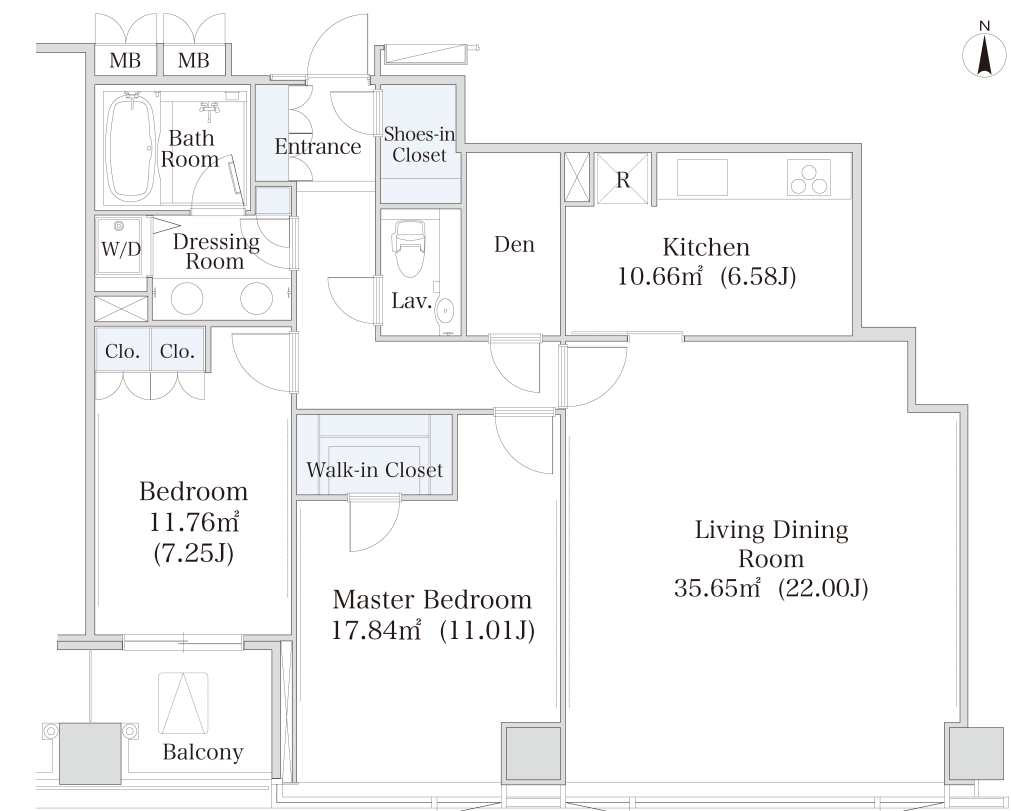 N
MB
MB
Bath
Room
Entrance
Shoes-in
Closet
R
W/D
Dressing
Room
Lav.
Den
Kitchen
10.66㎡ (6.58J)
Clo.
Clo.
Walk-in Closet
Bedroom
11.76㎡
(7.25J)
Living Dining
Room
35.65㎡ (22.00J)
Master Bedroom
17.84㎡ (11.01J)
Balcony